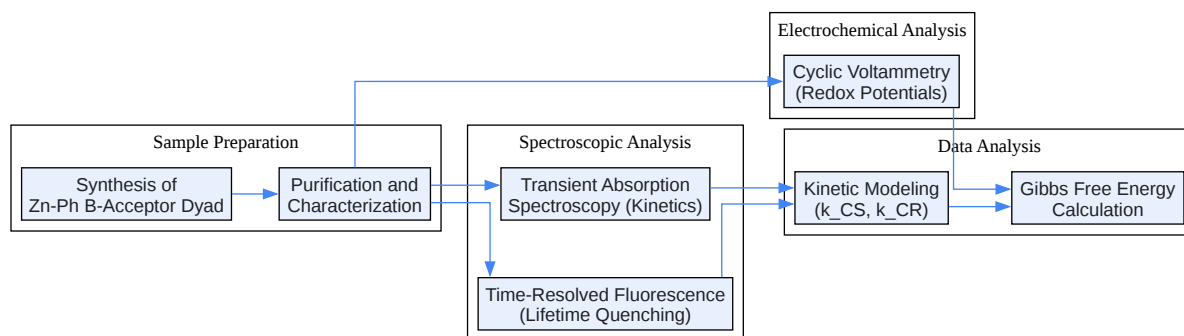 Electrochemical Analysis
Cyclic Voltammetry
(Redox Potentials)
Sample Preparation
Synthesis of
Zn-Ph B-Acceptor Dyad
Purification and
Characterization
Spectroscopic Analysis
Transient Absorption
Spectroscopy (Kinetics)
Time-Resolved Fluorescence
(Lifetime Quenching)
Data Analysis
Kinetic Modeling
(k_CS, k_CR)
Gibbs Free Energy
Calculation